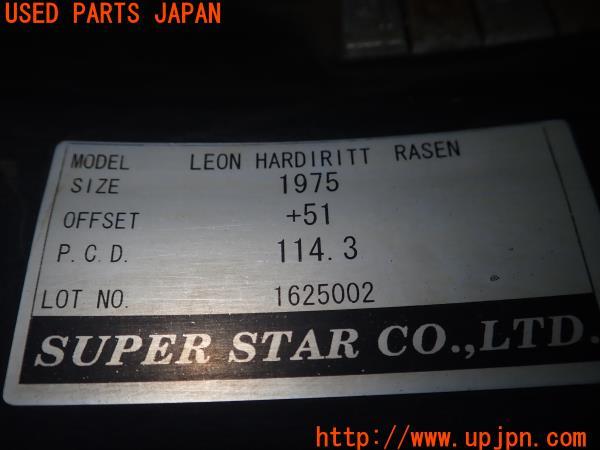 USED PARTS JAPAN
MODEL LEON HARDIRITT RASEN
SIZE 1975
OFFSET +51
P.C.D. 114.3
LOT NO. 1625002
SUPER STAR CO.,LTD.
UPJ
http://www.upjpn.com